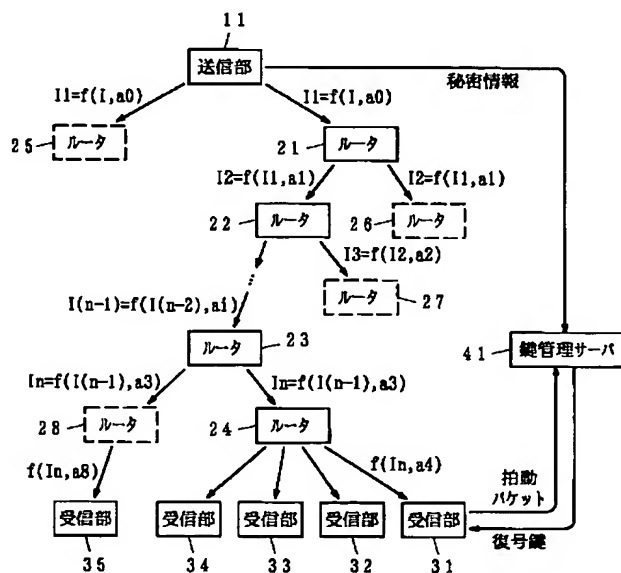 11
送信部
秘密情報
I1=f(I,a0)
I1=f(I,a0)
25
ルータ
21
ルータ
I2=f(I1,a1)
I2=f(I1,a1)
22
ルータ
26
ルータ
I3=f(I2,a2)
ルータ
27
I(n-1)=f(I(n-2),ai)
ルータ
23
41
鍵管理サーバ
In=f(I(n-1),a3)
In=f(I(n-1),a3)
28
ルータ
24
ルータ
f(In,a8)
f(In,a4)
拍動
パケット
受信部
受信部
受信部
受信部
受信部
復号鍵
35
34
33
32
31